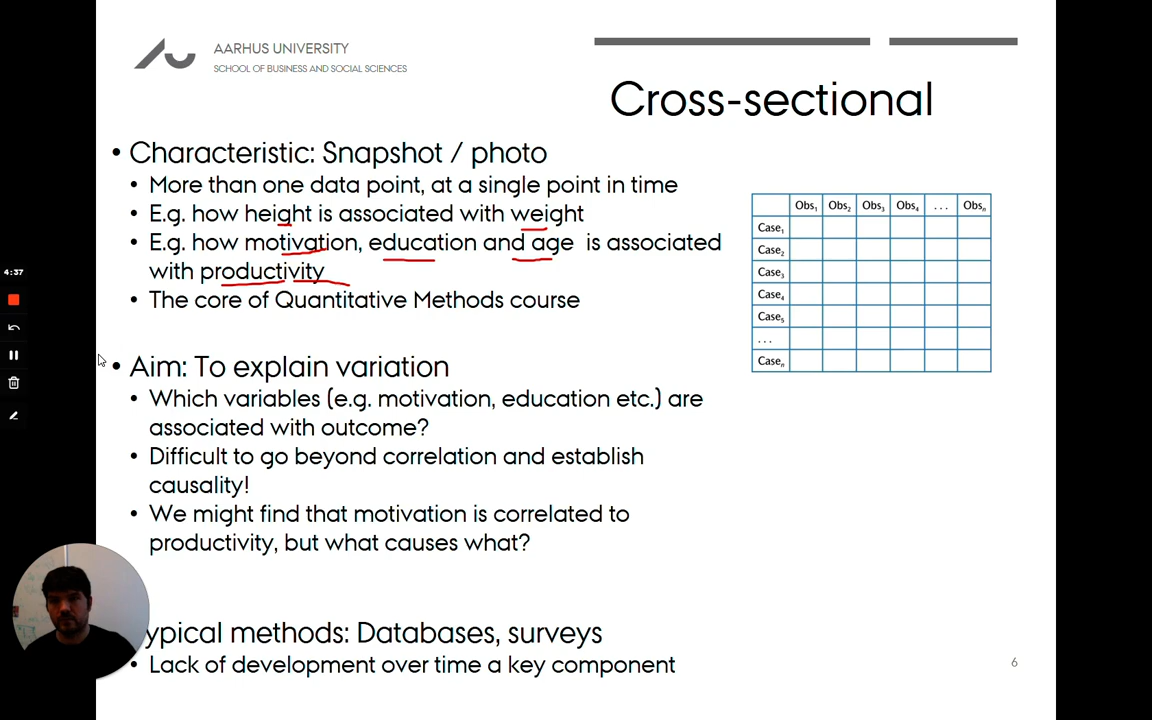 AARHUS UNIVERSITY
SCHOOL OF BUSINESS AND SOCIAL SCIENCES
Cross-sectional
• Characteristic: Snapshot / photo
• More than one data point, at a single point in time
• E.g. how height is associated with weight
• E.g. how motivation, education and age is associated
with productivity
• The core of Quantitative Methods course
Obs₁ Obs₂ Obs₃ Obs₄ ... Obsₙ
Case₁
Case₂
Case₃
Case₄
Case₅
...
Caseₙ
4:37
• Aim: To explain variation
• Which variables (e.g. motivation, education etc.) are
associated with outcome?
• Difficult to go beyond correlation and establish
causality!
• We might find that motivation is correlated to
productivity, but what causes what?
ypical methods: Databases, surveys
• Lack of development over time a key component
6